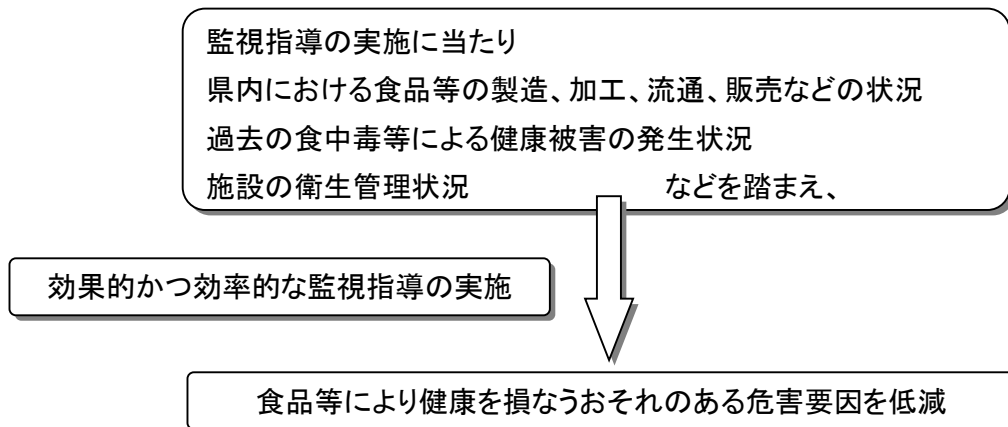 監視指導の実施に当たり
県内における食品等の製造、加工、流通、販売などの状況
過去の食中毒等による健康被害の発生状況
施設の衛生管理状況　　　　　　　などを踏まえ、
効果的かつ効率的な監視指導の実施
食品等により健康を損なうおそれのある危害要因を低減